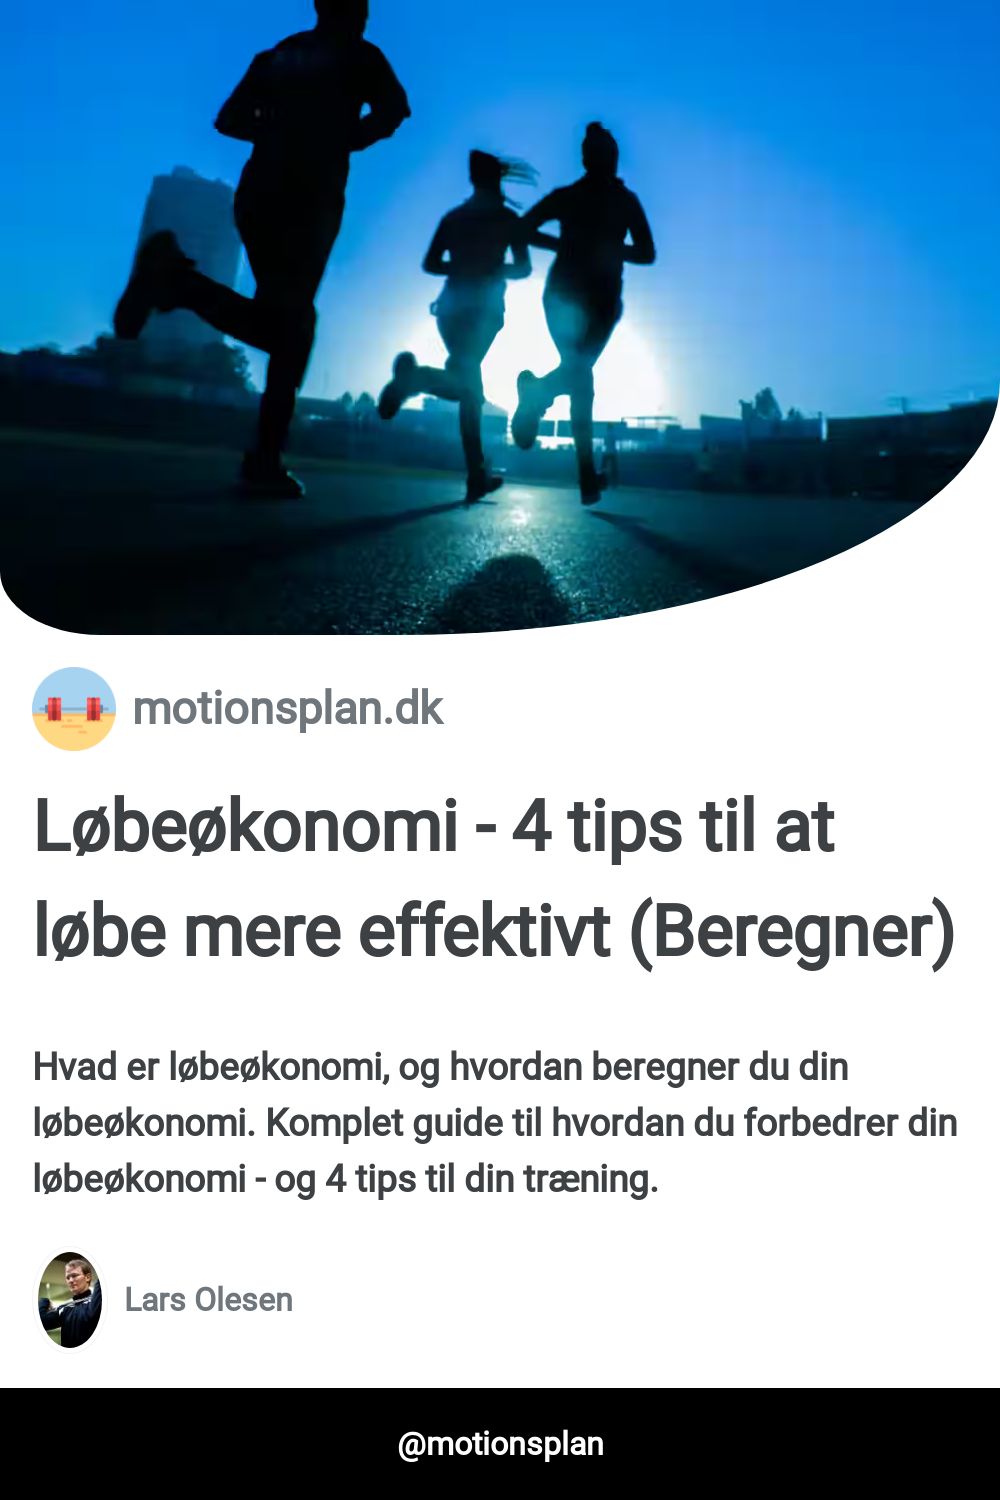 motionsplan.dk
Løbeøkonomi - 4 tips til at
løbe mere effektivt (Beregner)
Hvad er løbeøkonomi, og hvordan beregner du din
løbeøkonomi. Komplet guide til hvordan du forbedrer din
løbeøkonomi - og 4 tips til din træning.
Lars Olesen
@motionsplan